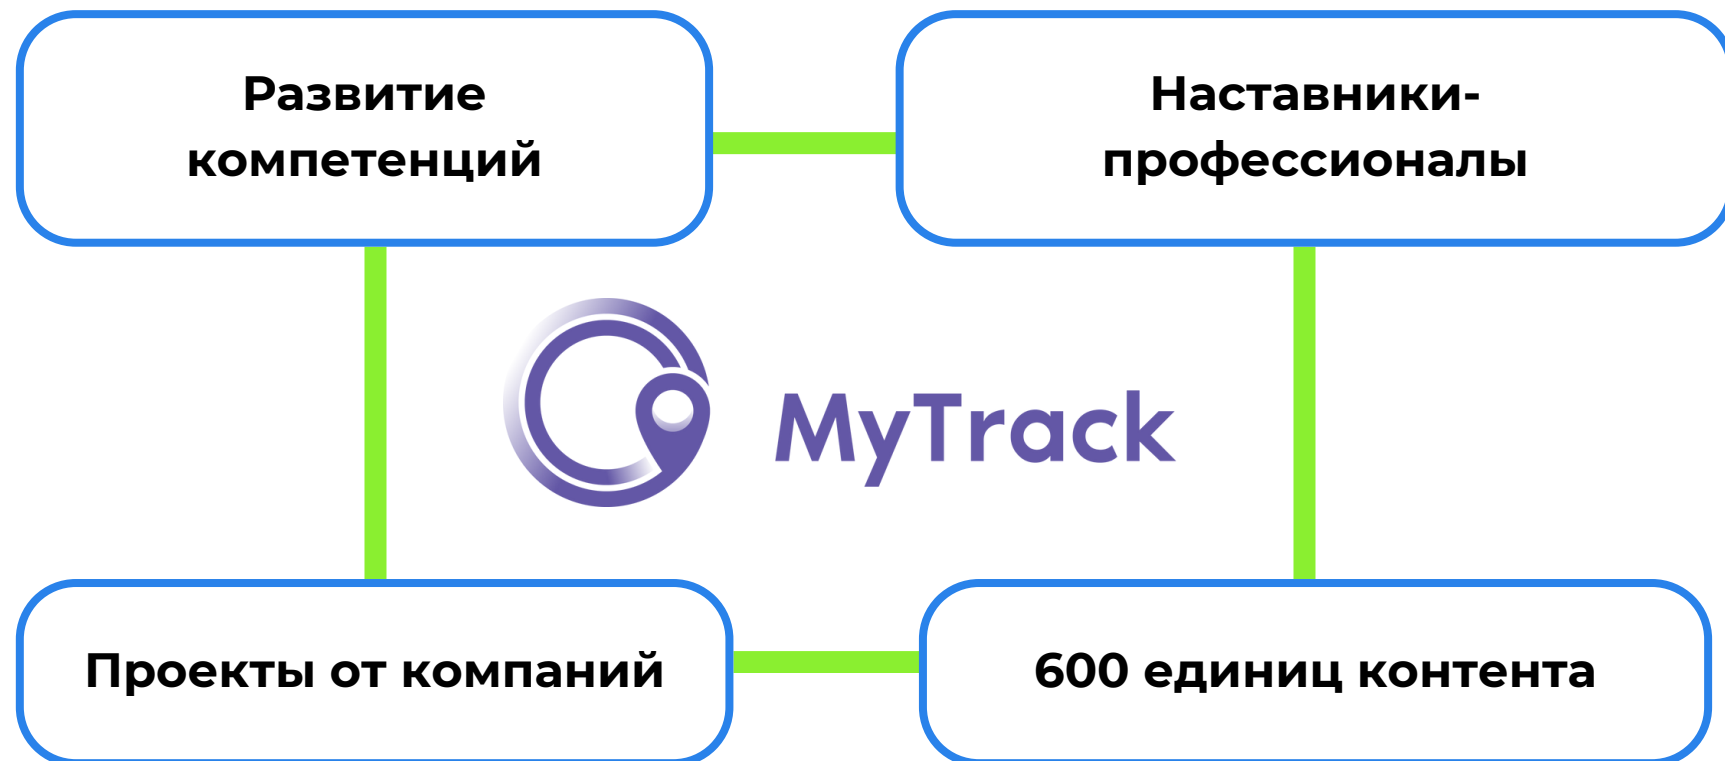 Развитие
компетенций
Наставники-
профессионалы
MyTrack
Проекты от компаний
600 единиц контента